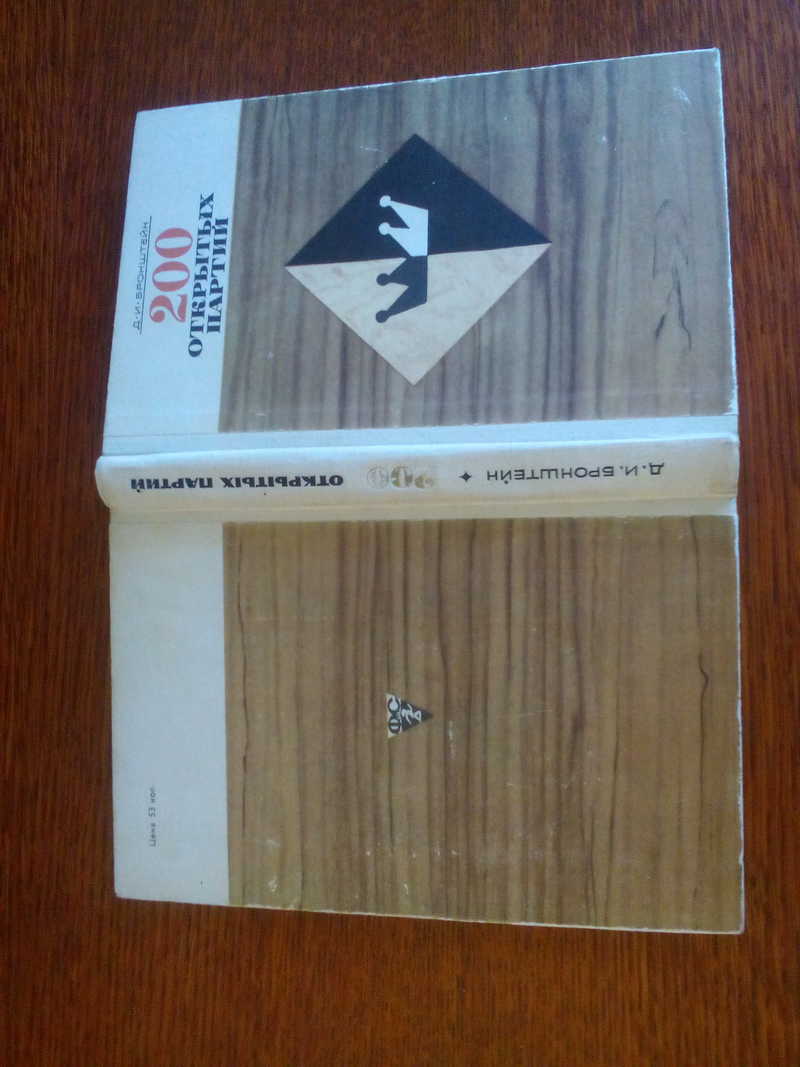 Д·И·БРОНШТЕЙН
200
ОТКРЫТЫХ
ПАРТИЙ
Д. И. БРОНШТЕЙН ✦ 200 ОТКРЫТЫХ ПАРТИЙ
ФиС
Цена 53 коп.